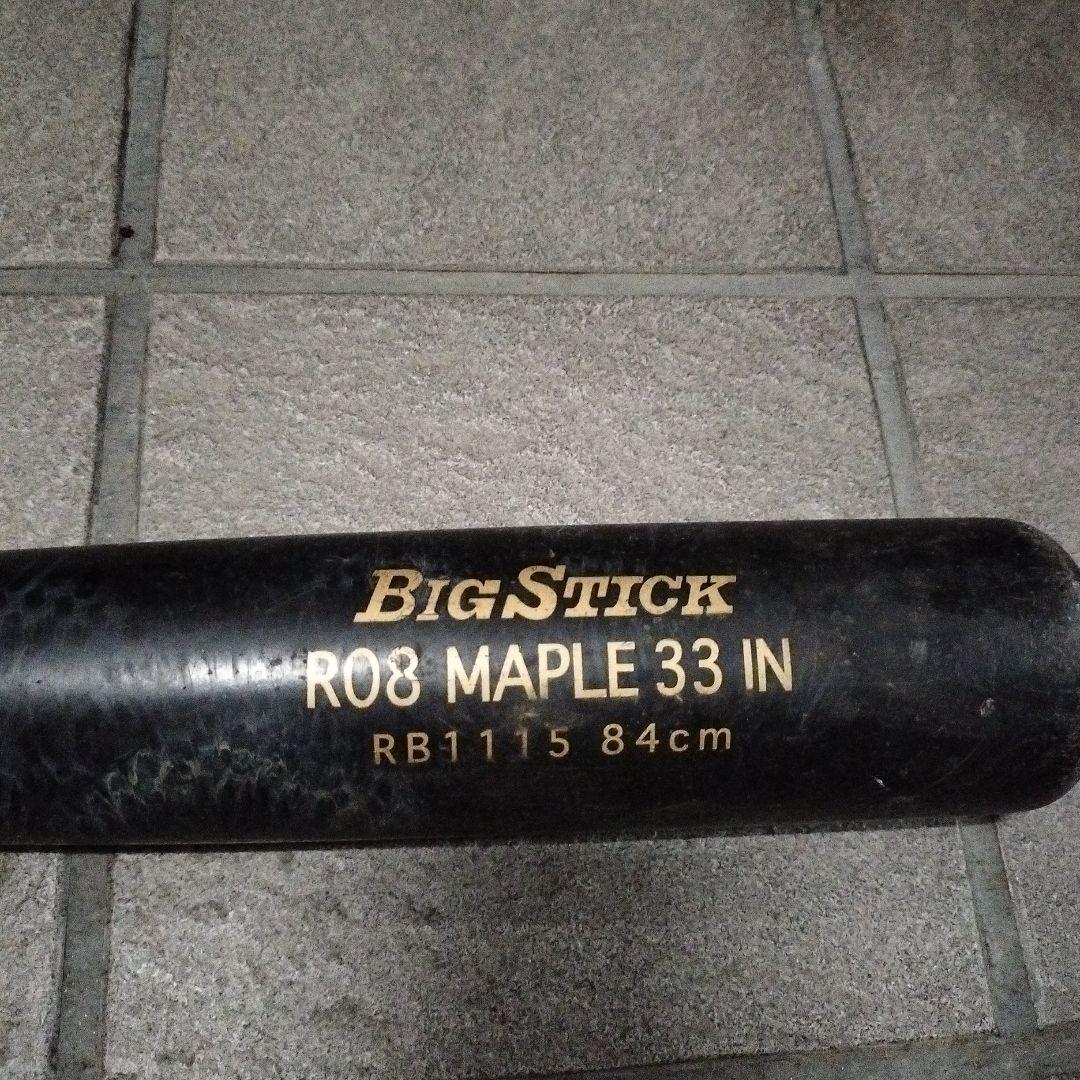 BIGSTICK
R08 MAPLE 33 IN
RB1115 84cm